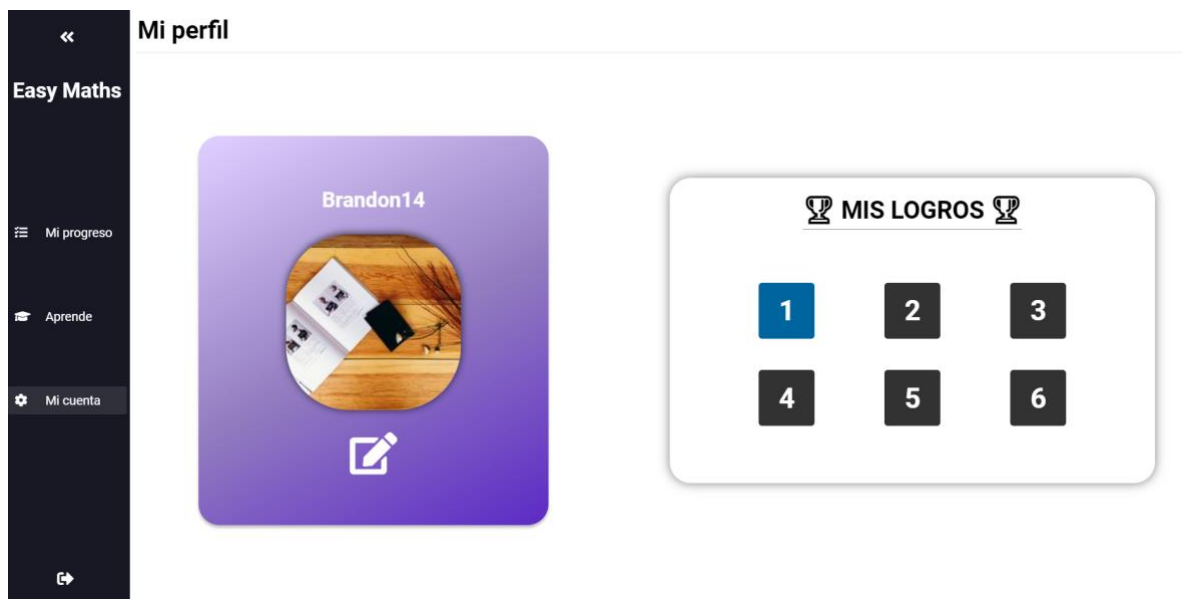 Easy Maths
Mi progreso
Aprende
Mi cuenta
Mi perfil
Brandon14
MIS LOGROS
1 2 3
4 5 6